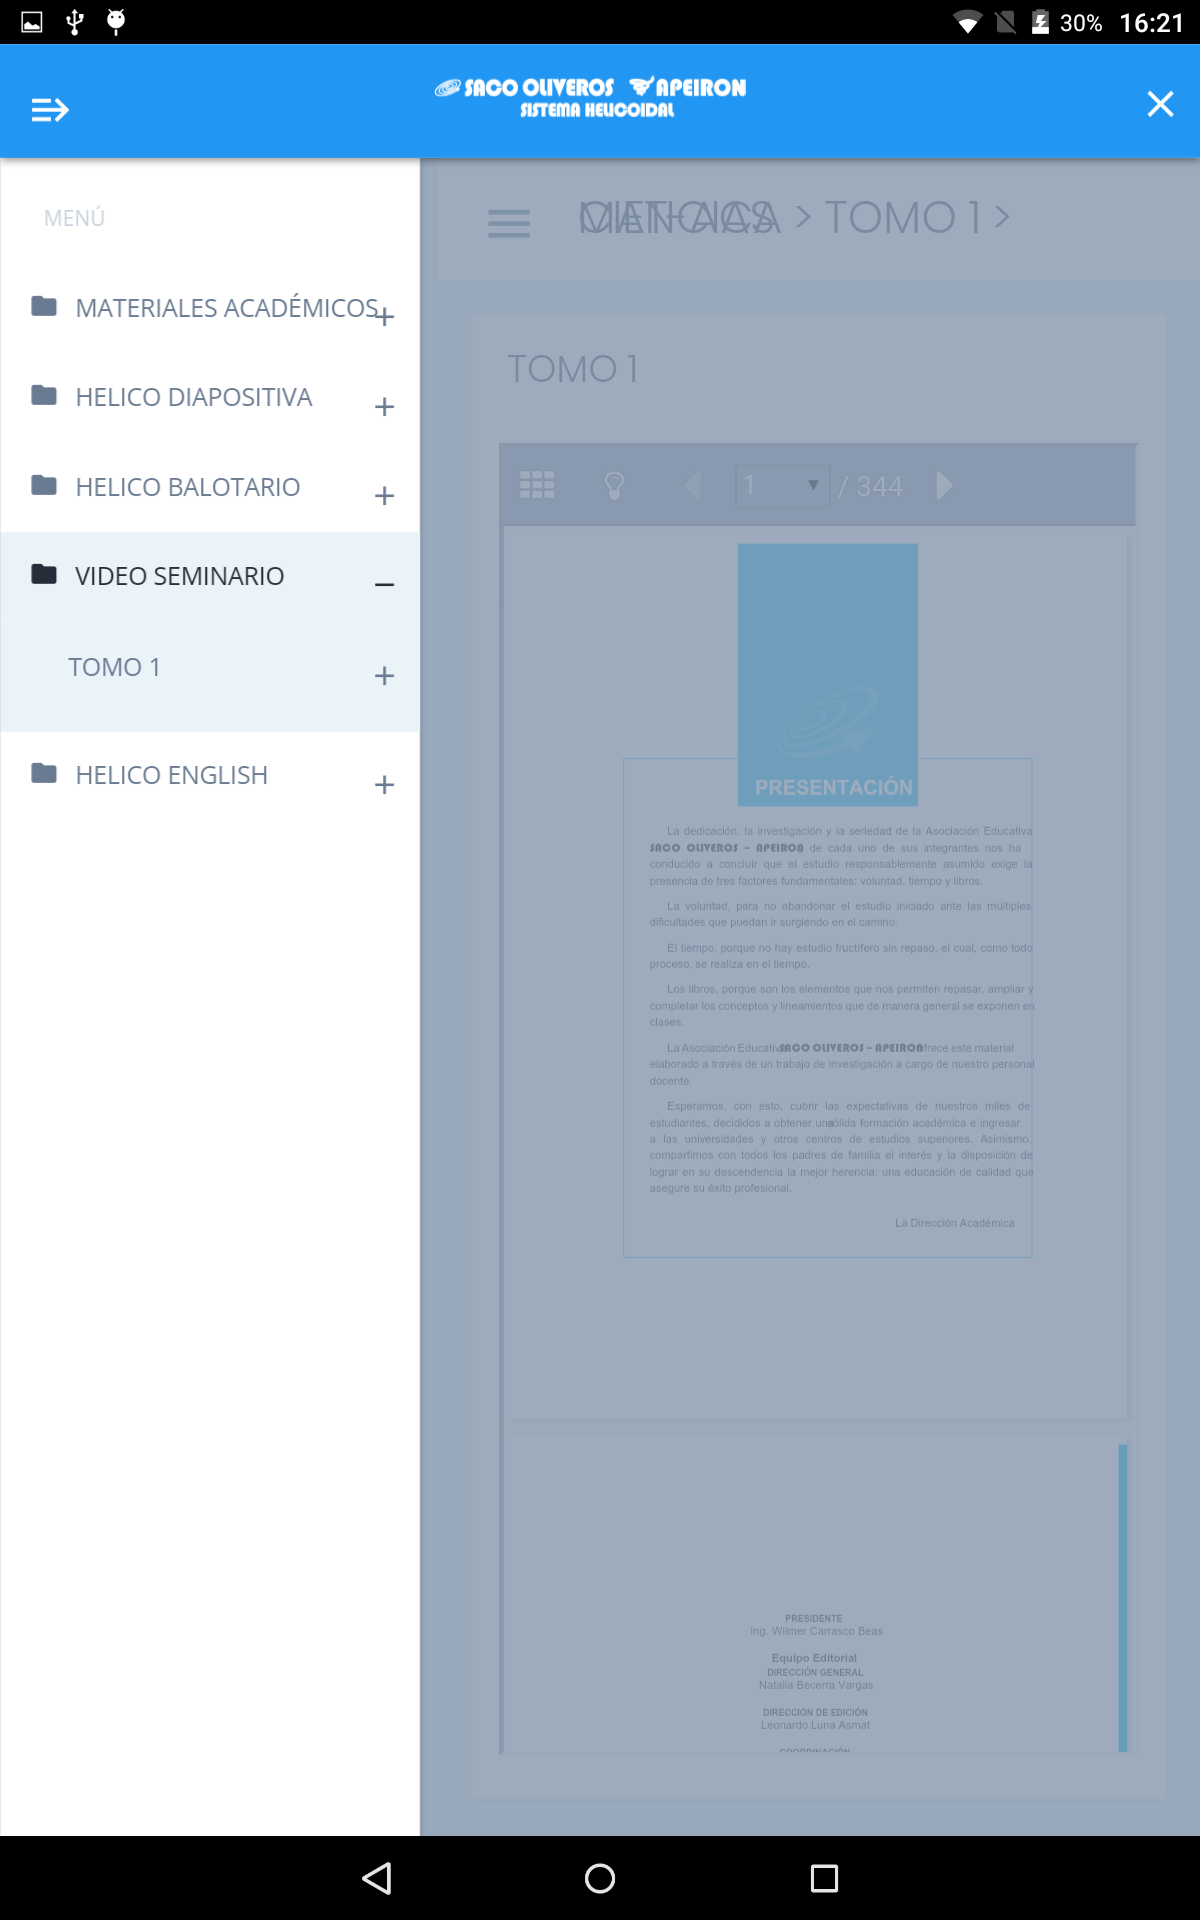 30% 16:21
SACO OLIVEROS APEIRON
SISTEMA HELICOIDAL
MENÚ
MATERIALES ACADÉMICOS
HELICO DIAPOSITIVA
HELICO BALOTARIO
VIDEO SEMINARIO
TOMO 1
HELICO ENGLISH
> TOMO 1 >
TOMO 1
1 / 344
PRESENTACIÓN
La dedicación, la investigación y la seriedad de la Asociación Educativa
SACO OLIVEROS – APEIRON de cada uno de sus integrantes nos ha
conducido a concluir que el estudio responsablemente asumido exige la
presencia de tres factores fundamentales: voluntad, tiempo y libros.
La voluntad, para no abandonar el estudio iniciado ante las múltiples
dificultades que puedan ir surgiendo en el camino.
El tiempo, porque no hay estudio fructífero sin repaso, el cual, como todo
proceso, se realiza en el tiempo.
Los libros, porque son los elementos que nos permiten repasar, ampliar y
completar los conceptos y lineamientos que de manera general se exponen en
clases.
La Asociación Educativa SACO OLIVEROS – APEIRON ofrece este material
elaborado a través de un trabajo de investigación a cargo de nuestro personal
docente.
Esperamos, con esto, cubrir las expectativas de nuestros miles de
estudiantes, decididos a obtener una sólida formación académica e ingresar
a las universidades y otros centros de estudios superiores. Asimismo,
compartimos con todos los padres de familia el interés y la disposición de
lograr en su descendencia la mejor herencia: una educación de calidad que
asegure su éxito profesional.
La Dirección Académica
PRESIDENTE
Ing. Wilmer Carrasco Beas
Equipo Editorial
DIRECCIÓN GENERAL
Natalia Becerra Vargas
DIRECCIÓN DE EDICIÓN
Leonardo Luna Asmat
COORDINACIÓN